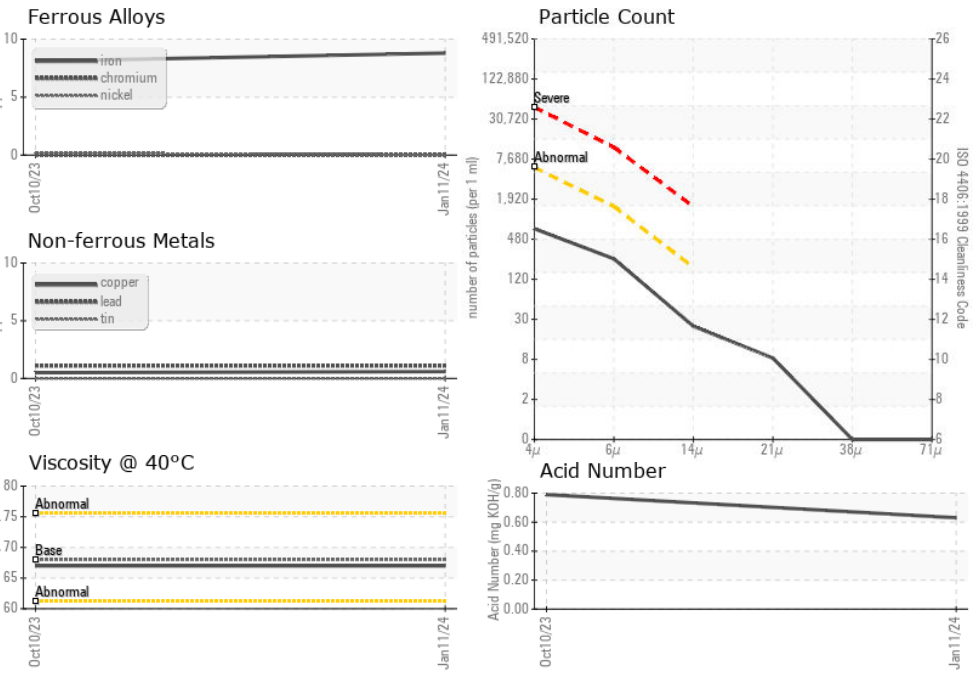 Ferrous Alloys
10
5
0
iron
chromium
nickel
Oct10/23
Jan11/24
Non-ferrous Metals
10
5
0
copper
lead
tin
Oct10/23
Jan11/24
Viscosity @ 40°C
80
75
70
65
60
Abnormal
Base
Abnormal
Oct10/23
Jan11/24
Particle Count
number of particles (per 1 ml)
491,520
122,880
30,720
7,680
1,920
480
120
30
8
2
0
Severe
Abnormal
4µ
6µ
14µ
21µ
38µ
71µ
26
24
22
20
18
16
14
12
10
8
6
ISO 4406:1999 Cleanliness Code
Acid Number
Acid Number (mg KOH/g)
0.80
0.60
0.40
0.20
0.00
Oct10/23
Jan11/24